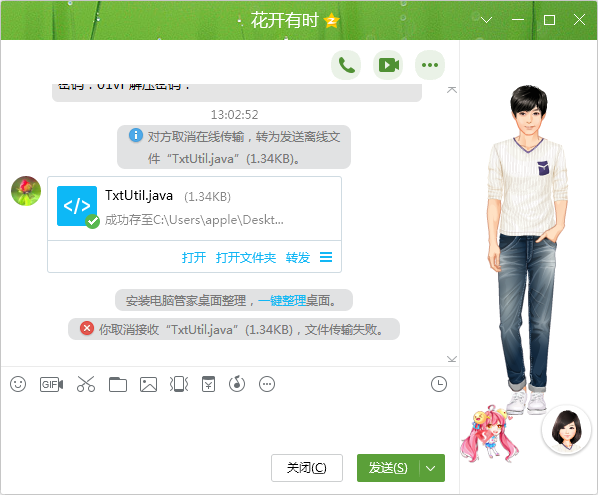 花开有时
13:02:52
对方取消在线传输，转为发送离线文
件“TxtUtil.java”(1.34KB)。
TxtUtil.java (1.34KB)
成功存至C:\Users\apple\Deskt...
打开 打开文件夹 转发
安装电脑管家桌面整理，一键整理桌面。
你取消接收“TxtUtil.java”(1.34KB)，文件传输失败。
GIF
关闭(C) 发送(S)